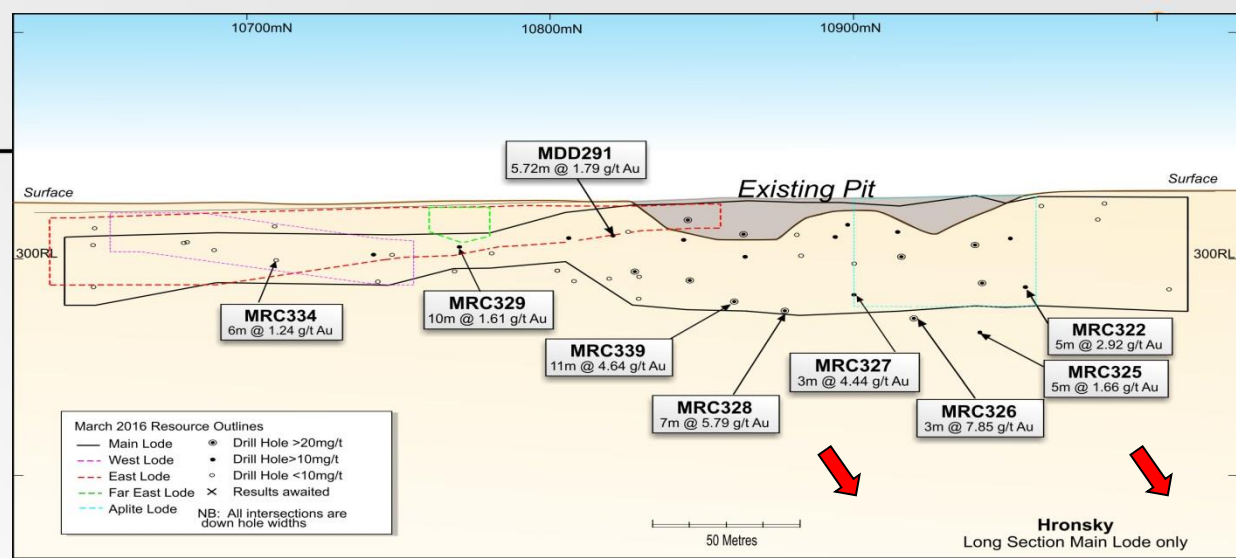 10700mN
10800mN
10900mN
MDD291
5.72m @ 1.79 g/t Au
Surface
Existing Pit
Surface
300RL
300RL
MRC334
6m @ 1.24 g/t Au
MRC329
10m @ 1.61 g/t Au
MRC339
11m @ 4.64 g/t Au
MRC328
7m @ 5.79 g/t Au
MRC327
3m @ 4.44 g/t Au
MRC326
3m @ 7.85 g/t Au
MRC322
5m @ 2.92 g/t Au
MRC325
5m @ 1.66 g/t Au
March 2016 Resource Outlines
Main Lode
West Lode
East Lode
Far East Lode
Aplite Lode
Drill Hole >20mg/t
Drill Hole>10mg/t
Drill Hole <10mg/t
Results awaited
NB: All intersections are
down hole widths
50 Metres
Hronsky
Long Section Main Lode only